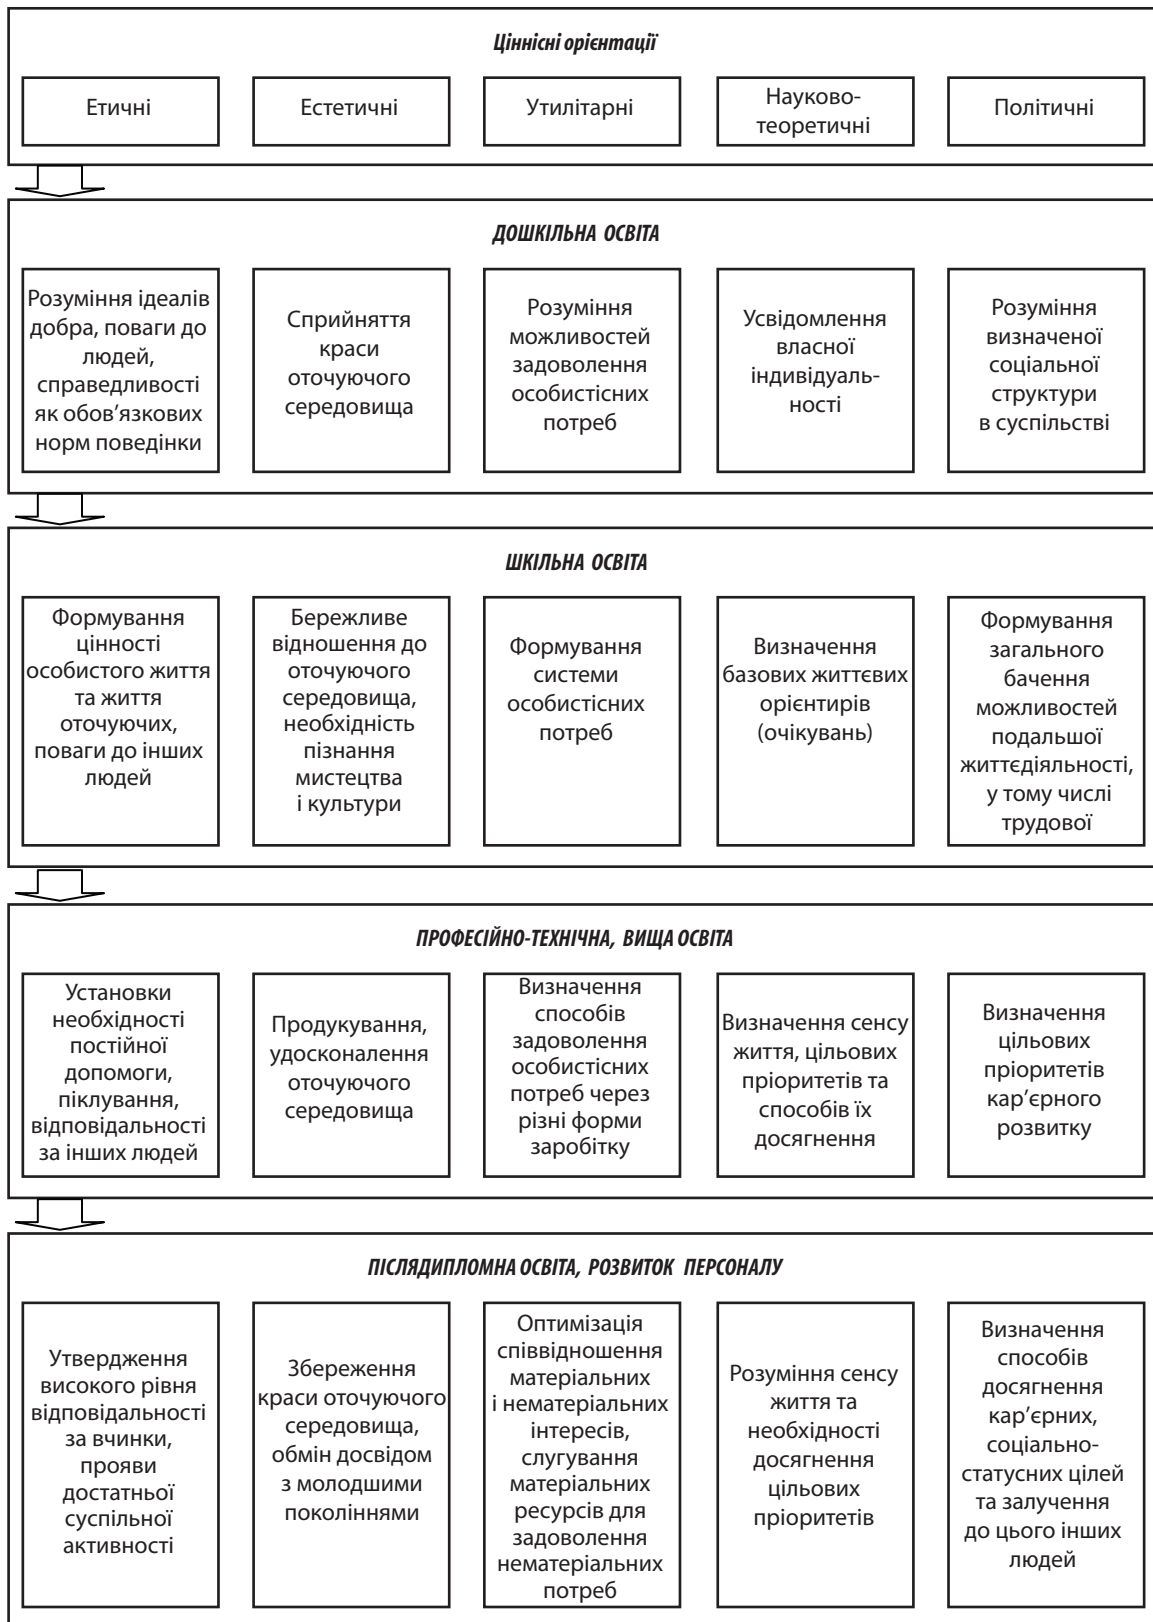 Ціннісні орієнтації
Етичні
Естетичні
Утилітарні
Науково-
теоретичні
Політичні
ДОШКІЛЬНА ОСВІТА
Розуміння ідеалів
добра, поваги до
людей,
справедливості
як обов’язкових
норм поведінки
Сприйняття
краси
оточуючого
середовища
Розуміння
можливостей
задоволення
особистісних
потреб
Усвідомлення
власної
індивідуаль-
ності
Розуміння
визначеної
соціальної
структури
в суспільстві
ШКІЛЬНА ОСВІТА
Формування
цінності
особистого життя
та життя
оточуючих,
поваги до інших
людей
Бережливе
відношення до
оточуючого
середовища,
необхідність
пізнання
мистецтва
і культури
Формування
системи
особистісних
потреб
Визначення
базових життєвих
орієнтирів
(очікувань)
Формування
загального
бачення
можливостей
подальшої
життєдіяльності,
у тому числі
трудової
ПРОФЕСІЙНО-ТЕХНІЧНА, ВИЩА ОСВІТА
Установки
необхідності
постійної
допомоги,
піклування,
відповідальності
за інших людей
Продукування,
удосконалення
оточуючого
середовища
Визначення
способів
задоволення
особистісних
потреб через
різні форми
заробітку
Визначення сенсу
життя, цільових
пріоритетів та
способів їх
досягнення
Визначення
цільових
пріоритетів
кар’єрного
розвитку
ПІСЛЯДИПЛОМНА ОСВІТА, РОЗВИТОК ПЕРСОНАЛУ
Утвердження
високого рівня
відповідальності
за вчинки,
прояви
достатньої
суспільної
активності
Збереження
краси оточуючого
середовища,
обмін досвідом
з молодшими
поколіннями
Оптимізація
співвідношення
матеріальних
і нематеріальних
інтересів,
слугування
матеріальних
ресурсів для
задоволення
нематеріальних
потреб
Розуміння сенсу
життя та
необхідності
досягнення
цільових
пріоритетів
Визначення
способів
досягнення
кар’єрних,
соціально-
статусних цілей
та залучення
до цього інших
людей